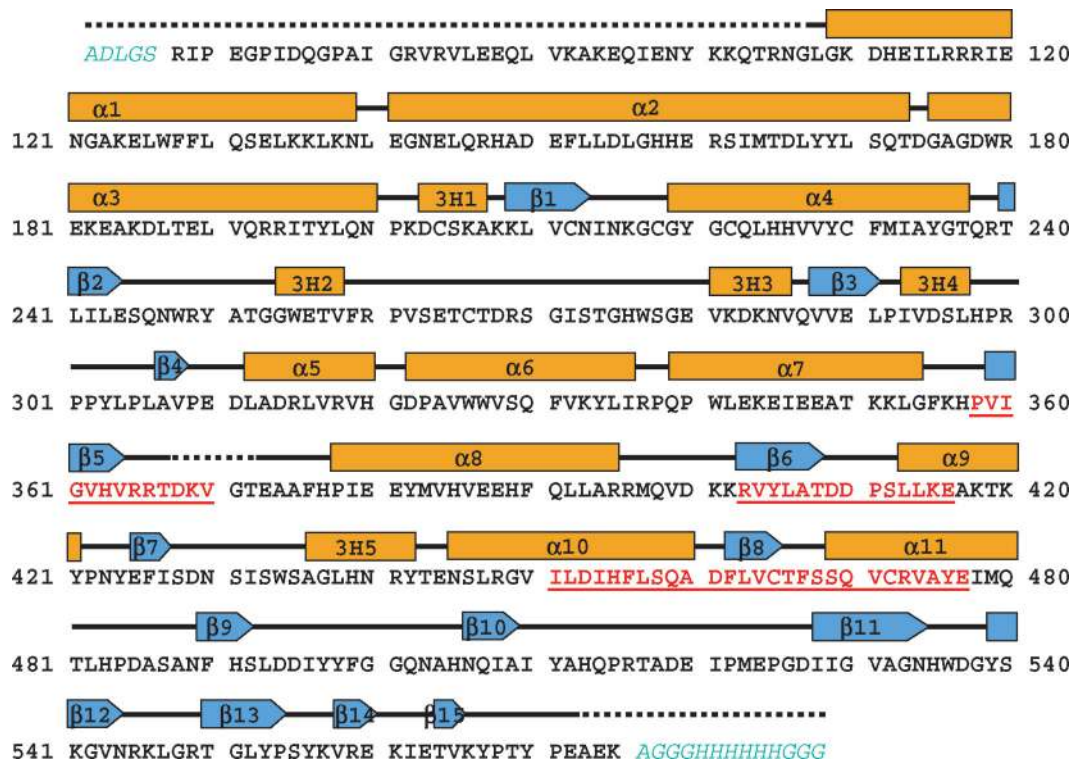 ADLGS RIP EGPIDQGPAI GRVRVLEEQL VKAKEQIENY KKQTRNGLGK DHEILRRRIE 120
α1 α2
121 NGAKELWFFL QSELKKLKNL EGNELQRHAD EFLLDLGHHE RSIMTDLYYL SQTDGAGDWR 180
α3 3H1 β1 α4
181 EKEAKDLTEL VQRRITYLQN PKDCSKAKKL VCNINKGCGY GCQLHHVVYC FMIAYGTQRT 240
β2 3H2 3H3 β3 3H4
241 LILESQNWRY ATGGWETVFR PVSETCTDRS GISTGHWSGE VKDKNVQVVE LPIVDSLHPR 300
β4 α5 α6 α7
301 PPYLPLAVPE DLADRLVRVH GDPAVWWVSQ FVKYLIRPQP WLEKEIEEAT KKLGFKHPVI 360
β5 α8 β6 α9
361 GVHVRRTDKV GTEAAFHPIE EYMVHVEEHF QLLARRMQVD KKRVYLATDD PSLLKEAKTK 420
β7 3H5 α10 β8 α11
421 YPNYEFISDN SISWSAGLHN RYTENSLRGV ILDIHFLSQA DFLVCTFSSQ VCRVAYEIMQ 480
β9 β10 β11
481 TLHPDASANF HSLDDIYYFG GQNAHNQIAI YAHQPRTADE IPMEPGDIIG VAGNHWDGYS 540
β12 β13 β14 β15
541 KGVNRKLGRT GLYPSYKVRE KIETVKYPTY PEAEK AGGGHHHHHHGGG